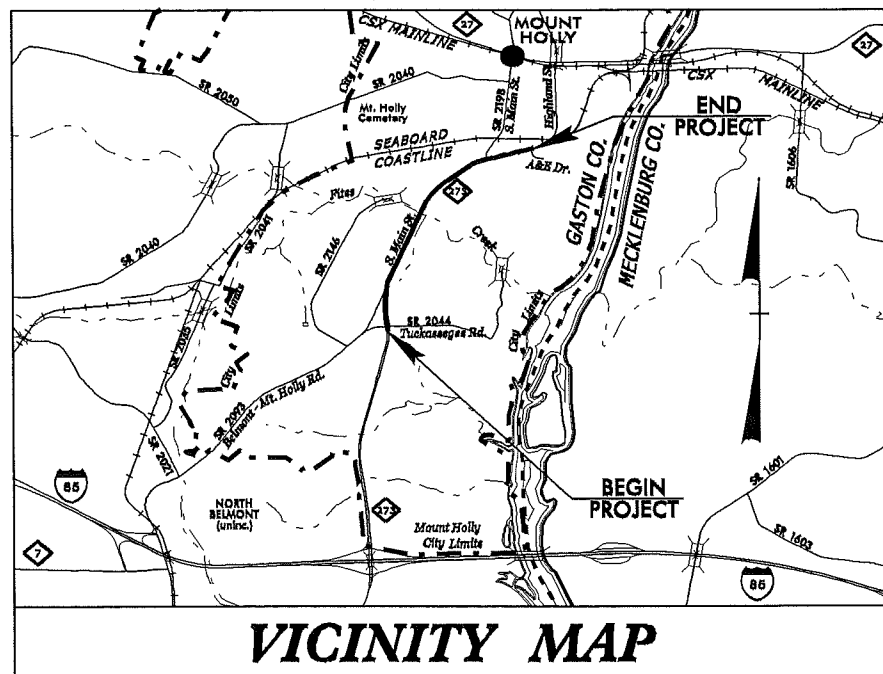 27
MOUNT
HOLLY
CSX MAINLINE
27
City Limits
SR 2040
SR 2050
SR 2198
S. Main St.
Highland St.
CSX
MAINLINE
Mt. Holly
Cemetery
END
PROJECT
SEABOARD
COASTLINE
A&E Dr.
SR 1606
GASTON CO.
MECKLENBURG CO.
273
Fites
Creek
S. Main St.
SR 2041
SR 2040
SR 2146
City Limits
City Limits
SR 2044
Tuckassegee Rd.
SR 2035
SR 2093
Belmont - Mt. Holly Rd.
SR 2021
SR 1601
85
NORTH
BELMONT
(uninc.)
273
BEGIN
PROJECT
Mount Holly
City Limits
7
SR 1603
85
VICINITY MAP